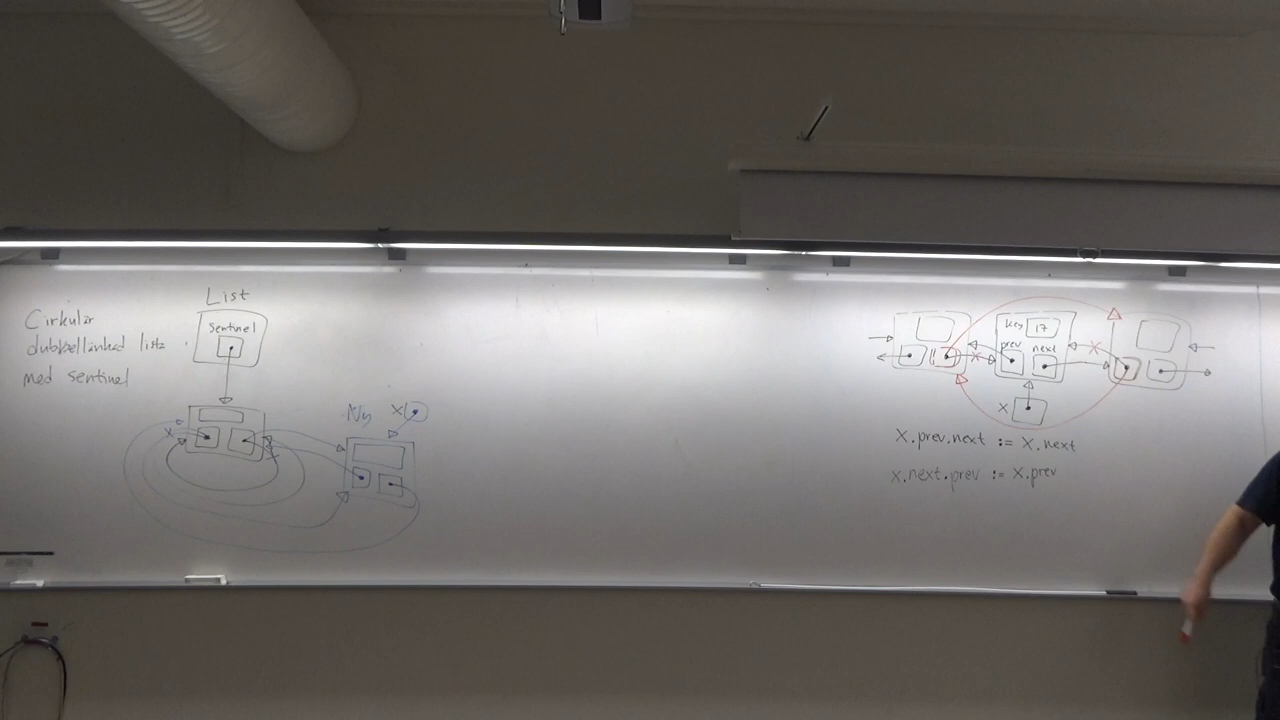 List
Sentinel
Cirkulär
dubbellänkad lista
med sentinel
Ny
X
key 17
prev next
X
X.prev.next := X.next
X.next.prev := X.prev